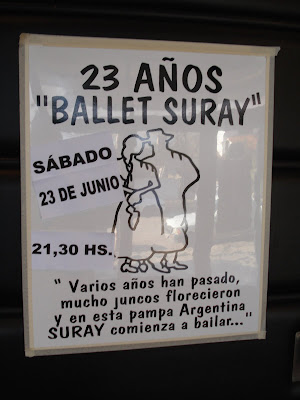 23 AÑOS
"BALLET SURAY"
SÁBADO
23 DE JUNIO
21,30 HS.
" Varios años han pasado,
mucho juncos florecieron
y en esta pampa Argentina
SURAY comienza a bailar..."